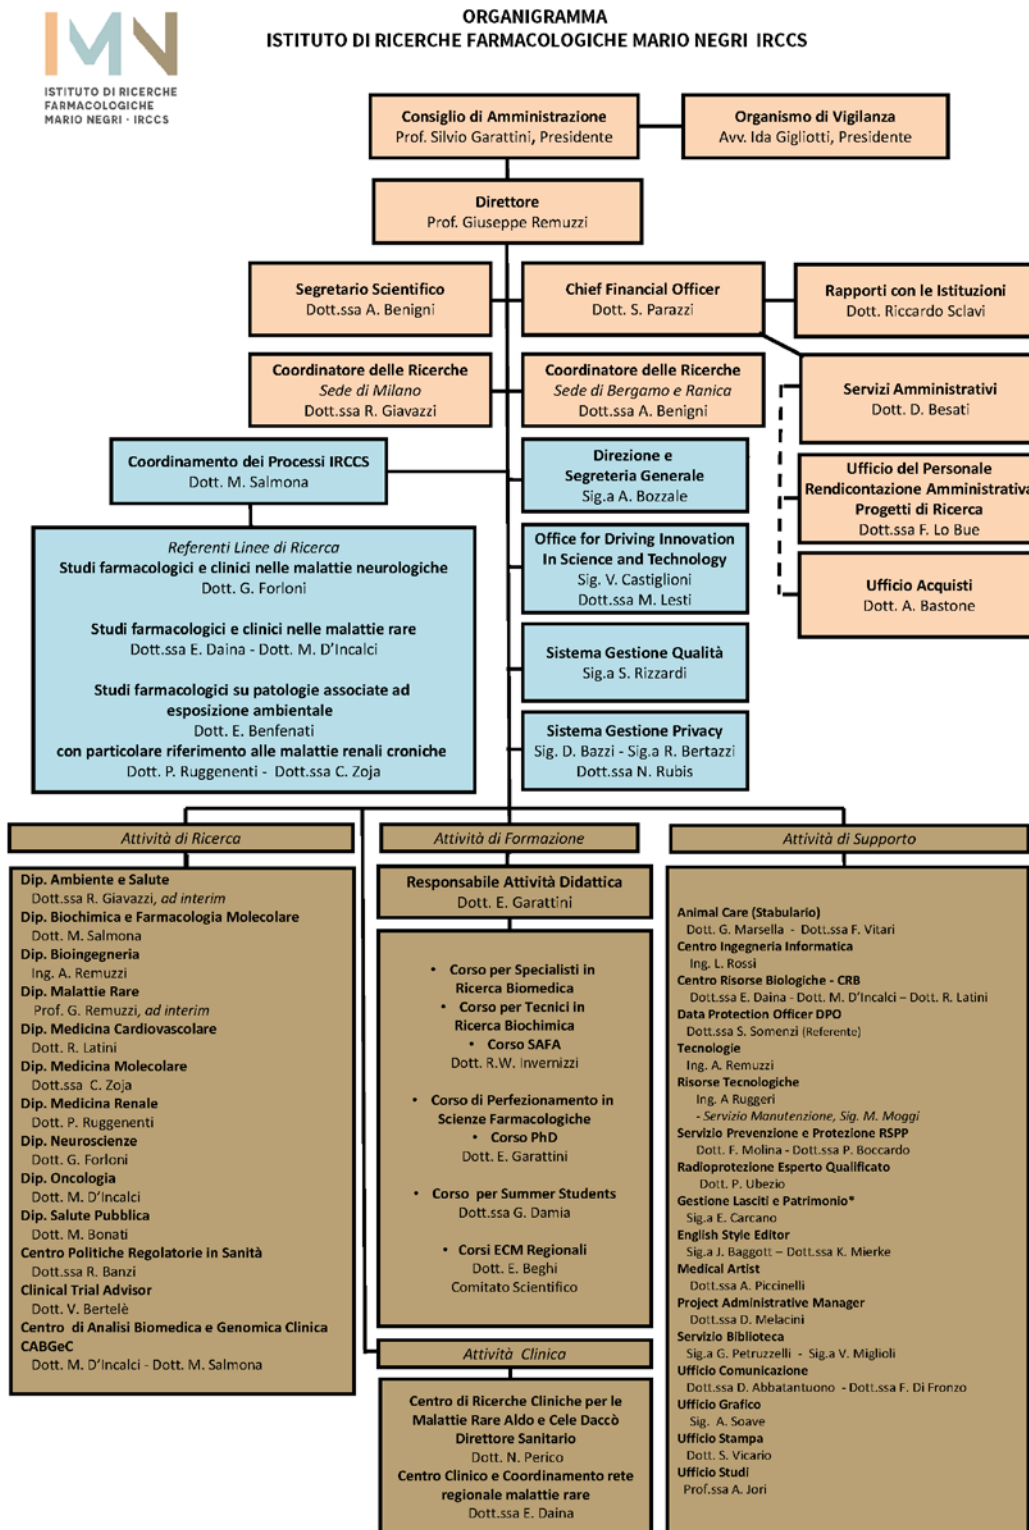 ORGANIGRAMMA
ISTITUTO DI RICERCHE FARMACOLOGICHE MARIO NEGRI IRCCS
IMN
ISTITUTO DI RICERCHE
FARMACOLOGICHE
MARIO NEGRI · IRCCS
Consiglio di Amministrazione
Prof. Silvio Garattini, Presidente
Organismo di Vigilanza
Avv. Ida Gigliotti, Presidente
Direttore
Prof. Giuseppe Remuzzi
Segretario Scientifico
Dott.ssa A. Benigni
Chief Financial Officer
Dott. S. Parazzi
Rapporti con le Istituzioni
Dott. Riccardo Sclavi
Coordinatore delle Ricerche
Sede di Milano
Dott.ssa R. Giavazzi
Coordinatore delle Ricerche
Sede di Bergamo e Ranica
Dott.ssa A. Benigni
Servizi Amministrativi
Dott. D. Besati
Coordinamento dei Processi IRCCS
Dott. M. Salmona
Direzione e
Segreteria Generale
Sig.a A. Bozzale
Ufficio del Personale
Rendicontazione Amministrativa
Progetti di Ricerca
Dott.ssa F. Lo Bue
Referenti Linee di Ricerca
Studi farmacologici e clinici nelle malattie neurologiche
Dott. G. Forloni
Studi farmacologici e clinici nelle malattie rare
Dott.ssa E. Daina - Dott. M. D'Incalci
Studi farmacologici su patologie associate ad
esposizione ambientale
Dott. E. Benfenati
con particolare riferimento alle malattie renali croniche
Dott. P. Ruggenenti - Dott.ssa C. Zoja
Office for Driving Innovation
In Science and Technology
Sig. V. Castiglioni
Dott.ssa M. Lesti
Ufficio Acquisti
Dott. A. Bastone
Sistema Gestione Qualità
Sig.a S. Rizzardi
Sistema Gestione Privacy
Sig. D. Bazzi - Sig.a R. Bertazzi
Dott.ssa N. Rubis
Attività di Ricerca
Dip. Ambiente e Salute
Dott.ssa R. Giavazzi, ad interim
Dip. Biochimica e Farmacologia Molecolare
Dott. M. Salmona
Dip. Bioingegneria
Ing. A. Remuzzi
Dip. Malattie Rare
Prof. G. Remuzzi, ad interim
Dip. Medicina Cardiovascolare
Dott. R. Latini
Dip. Medicina Molecolare
Dott.ssa C. Zoja
Dip. Medicina Renale
Dott. P. Ruggenenti
Dip. Neuroscienze
Dott. G. Forloni
Dip. Oncologia
Dott. M. D'Incalci
Dip. Salute Pubblica
Dott. M. Bonati
Centro Politiche Regolatorie in Sanità
Dott.ssa R. Banzi
Clinical Trial Advisor
Dott. V. Bertelè
Centro di Analisi Biomedica e Genomica Clinica
CABGeC
Dott. M. D'Incalci - Dott. M. Salmona
Attività di Formazione
Responsabile Attività Didattica
Dott. E. Garattini
• Corso per Specialisti in
Ricerca Biomedica
• Corso per Tecnici in
Ricerca Biochimica
• Corso SAFA
Dott. R.W. Invernizzi
• Corso di Perfezionamento in
Scienze Farmacologiche
• Corso PhD
Dott. E. Garattini
• Corso per Summer Students
Dott.ssa G. Damia
• Corsi ECM Regionali
Dott. E. Beghi
Comitato Scientifico
Attività Clinica
Centro di Ricerche Cliniche per le
Malattie Rare Aldo e Cele Daccò
Direttore Sanitario
Dott. N. Perico
Centro Clinico e Coordinamento rete
regionale malattie rare
Dott.ssa E. Daina
Attività di Supporto
Animal Care (Stabulario)
Dott. G. Marsella - Dott.ssa F. Vitari
Centro Ingegneria Informatica
Ing. L. Rossi
Centro Risorse Biologiche - CRB
Dott.ssa E. Daina - Dott. M. D'Incalci – Dott. R. Latini
Data Protection Officer DPO
Dott.ssa S. Somenzi (Referente)
Tecnologie
Ing. A. Remuzzi
Risorse Tecnologiche
Ing. A Ruggeri
- Servizio Manutenzione, Sig. M. Moggi
Servizio Prevenzione e Protezione RSPP
Dott. F. Molina - Dott.ssa P. Boccardo
Radioprotezione Esperto Qualificato
Dott. P. Ubezio
Gestione Lasciti e Patrimonio*
Sig.a E. Carcano
English Style Editor
Sig.a J. Baggott – Dott.ssa K. Mierke
Medical Artist
Dott.ssa A. Piccinelli
Project Administrative Manager
Dott.ssa D. Melacini
Servizio Biblioteca
Sig.a G. Petruzzelli - Sig.a V. Miglioli
Ufficio Comunicazione
Dott.ssa D. Abbatantuono - Dott.ssa F. Di Fronzo
Ufficio Grafico
Sig. A. Soave
Ufficio Stampa
Dott. S. Vicario
Ufficio Studi
Prof.ssa A. Jori